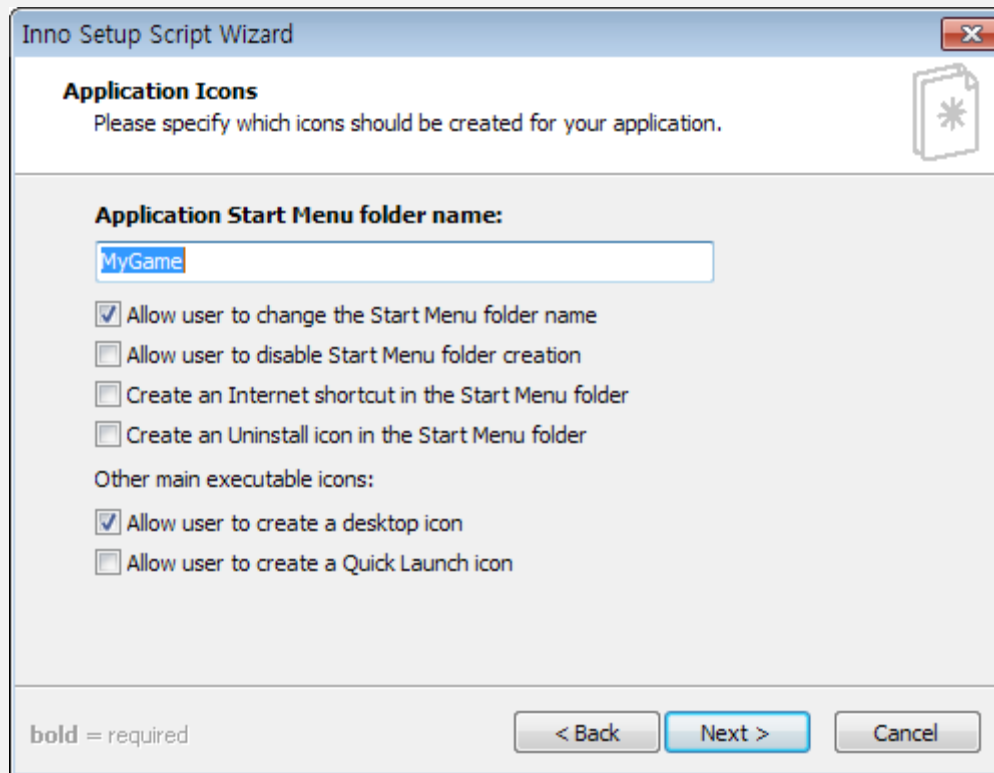 Inno Setup Script Wizard
Application Icons
Please specify which icons should be created for your application.
Application Start Menu folder name:
MyGame
Allow user to change the Start Menu folder name
Allow user to disable Start Menu folder creation
Create an Internet shortcut in the Start Menu folder
Create an Uninstall icon in the Start Menu folder
Other main executable icons:
Allow user to create a desktop icon
Allow user to create a Quick Launch icon
bold = required
< Back
Next >
Cancel